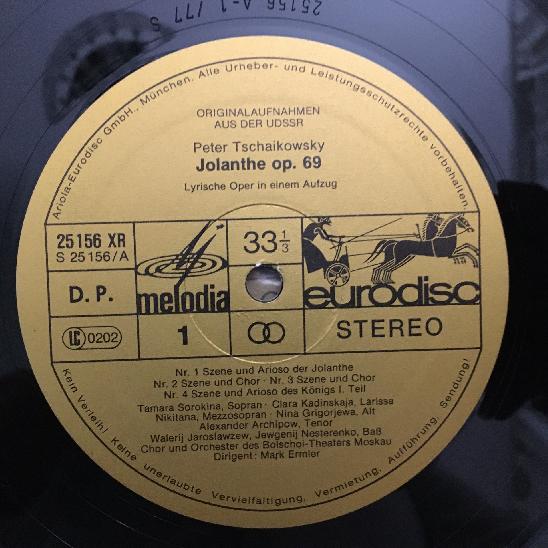 25156 A-1 /77 S
Ariola-Eurodisc GmbH., München. Alle Urheber- und Leistungsschutzrechte vorbehalten.
ORIGINALAUFNAHMEN
AUS DER UDSSR
Peter Tschaikowsky
Jolanthe op. 69
Lyrische Oper in einem Aufzug
25156 XR
S 25156/A
33 1/3
D. P.
melodia
eurodisc
LC 0202
1
STEREO
Nr. 1 Szene und Arioso der Jolanthe
Nr. 2 Szene und Chor · Nr. 3 Szene und Chor
Nr. 4 Szene und Arioso des Königs I. Teil
Tamara Sorokina, Sopran · Clara Kadinskaja, Larissa
Nikitana, Mezzosopran · Nina Grigorjewa, Alt
Alexander Archipow, Tenor
Walerij Jaroslawzew, Jewgenij Nesterenko, Baß
Chor und Orchester des Bolschoi-Theaters Moskau
Dirigent: Mark Ermler
Kein Verleih! Keine unerlaubte Vervielfältigung, Vermietung, Aufführung, Sendung!